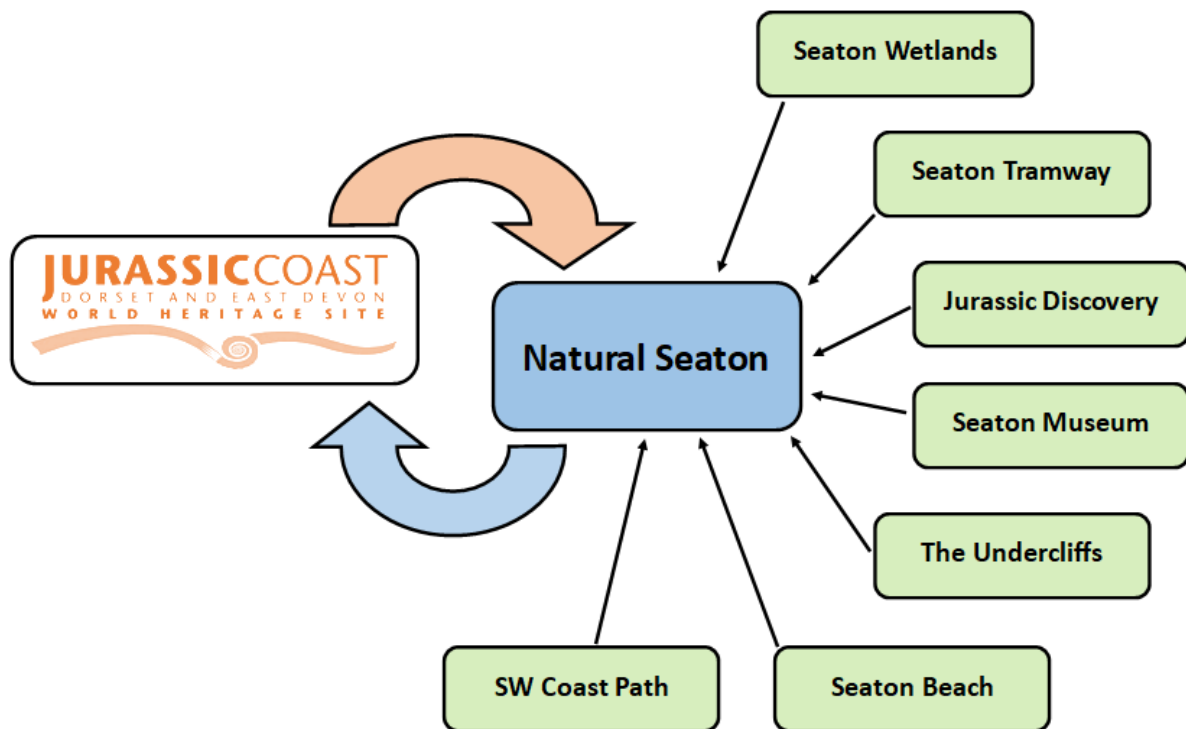 Seaton Wetlands
Seaton Tramway
JURASSICCOAST
DORSET AND EAST DEVON
WORLD HERITAGE SITE
Jurassic Discovery
Natural Seaton
Seaton Museum
The Undercliffs
SW Coast Path
Seaton Beach